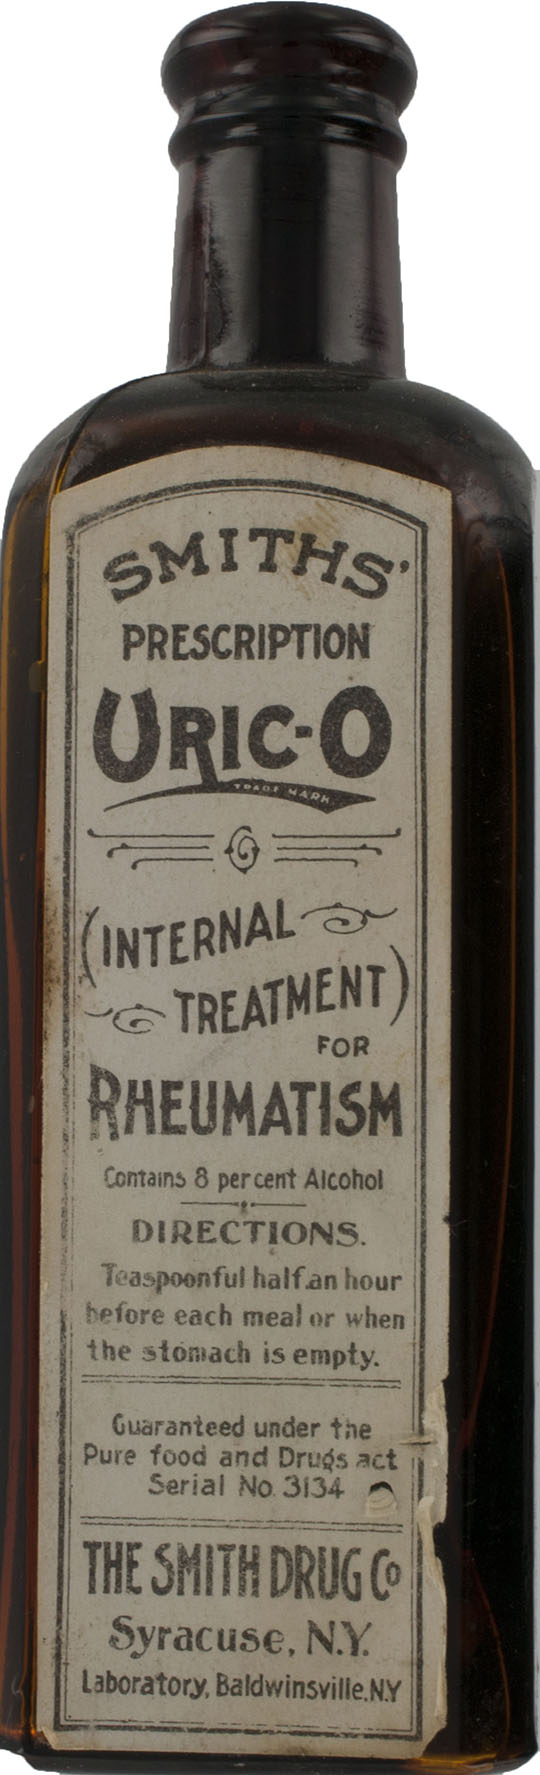 SMITHS'
PRESCRIPTION
URIC-O
TRADE MARK
(INTERNAL
TREATMENT)
FOR
RHEUMATISM
Contains 8 per cent Alcohol
DIRECTIONS.
Teaspoonful half an hour
before each meal or when
the stomach is empty.
Guaranteed under the
Pure food and Drugs act
Serial No. 3134
THE SMITH DRUG Co
Syracuse, N.Y.
Laboratory, Baldwinsville, N.Y